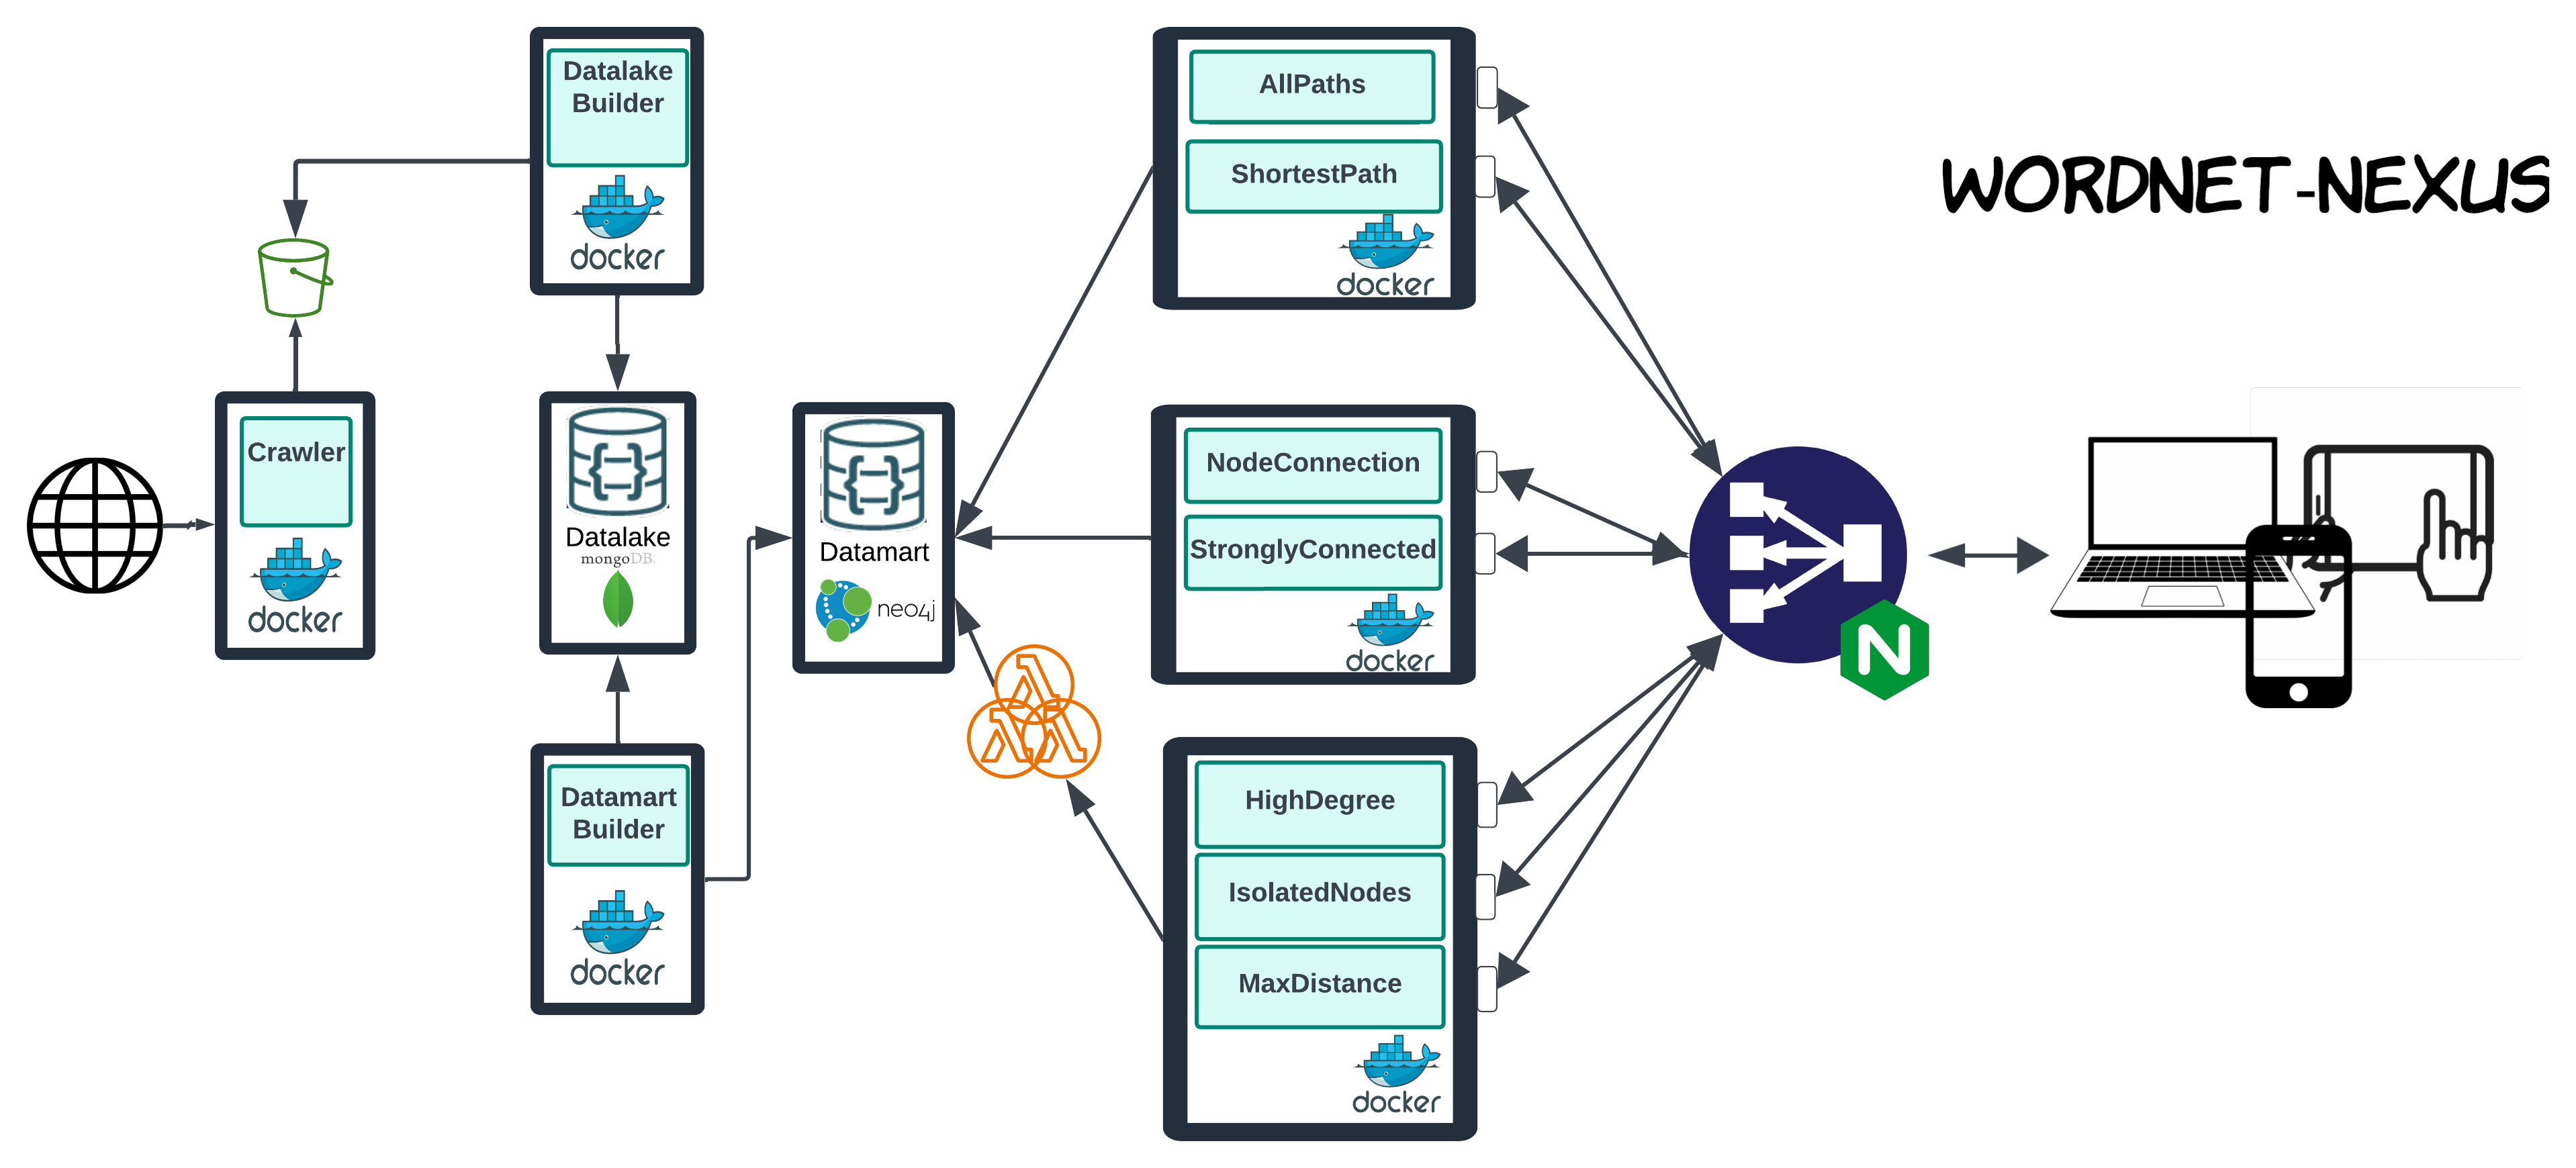 Datalake
Builder
docker
Crawler
docker
Datalake
mongoDB.
Datamart
Builder
docker
Datamart
neo4j
AllPaths
ShortestPath
docker
NodeConnection
StronglyConnected
docker
HighDegree
IsolatedNodes
MaxDistance
docker
N
WORDNET-NEXUS